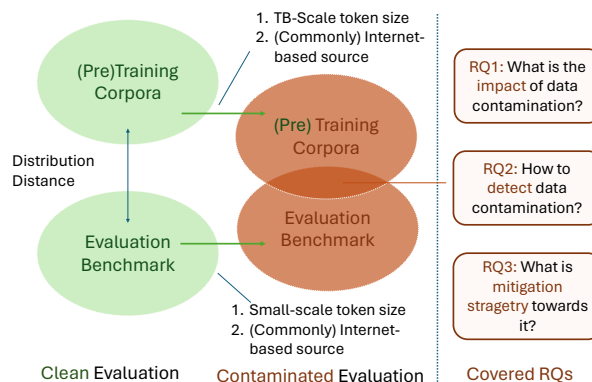 1. TB-Scale token size
2. (Commonly) Internet-
based source
(Pre)Training
Corpora
(Pre) Training
Corpora
Distribution
Distance
Evaluation
Benchmark
Evaluation
Benchmark
1. Small-scale token size
2. (Commonly) Internet-
based source
Clean Evaluation
Contaminated Evaluation
RQ1: What is the
impact of data
contamination?
RQ2: How to
detect data
contamination?
RQ3: What is
mitigation
stragetry towards
it?
Covered RQs